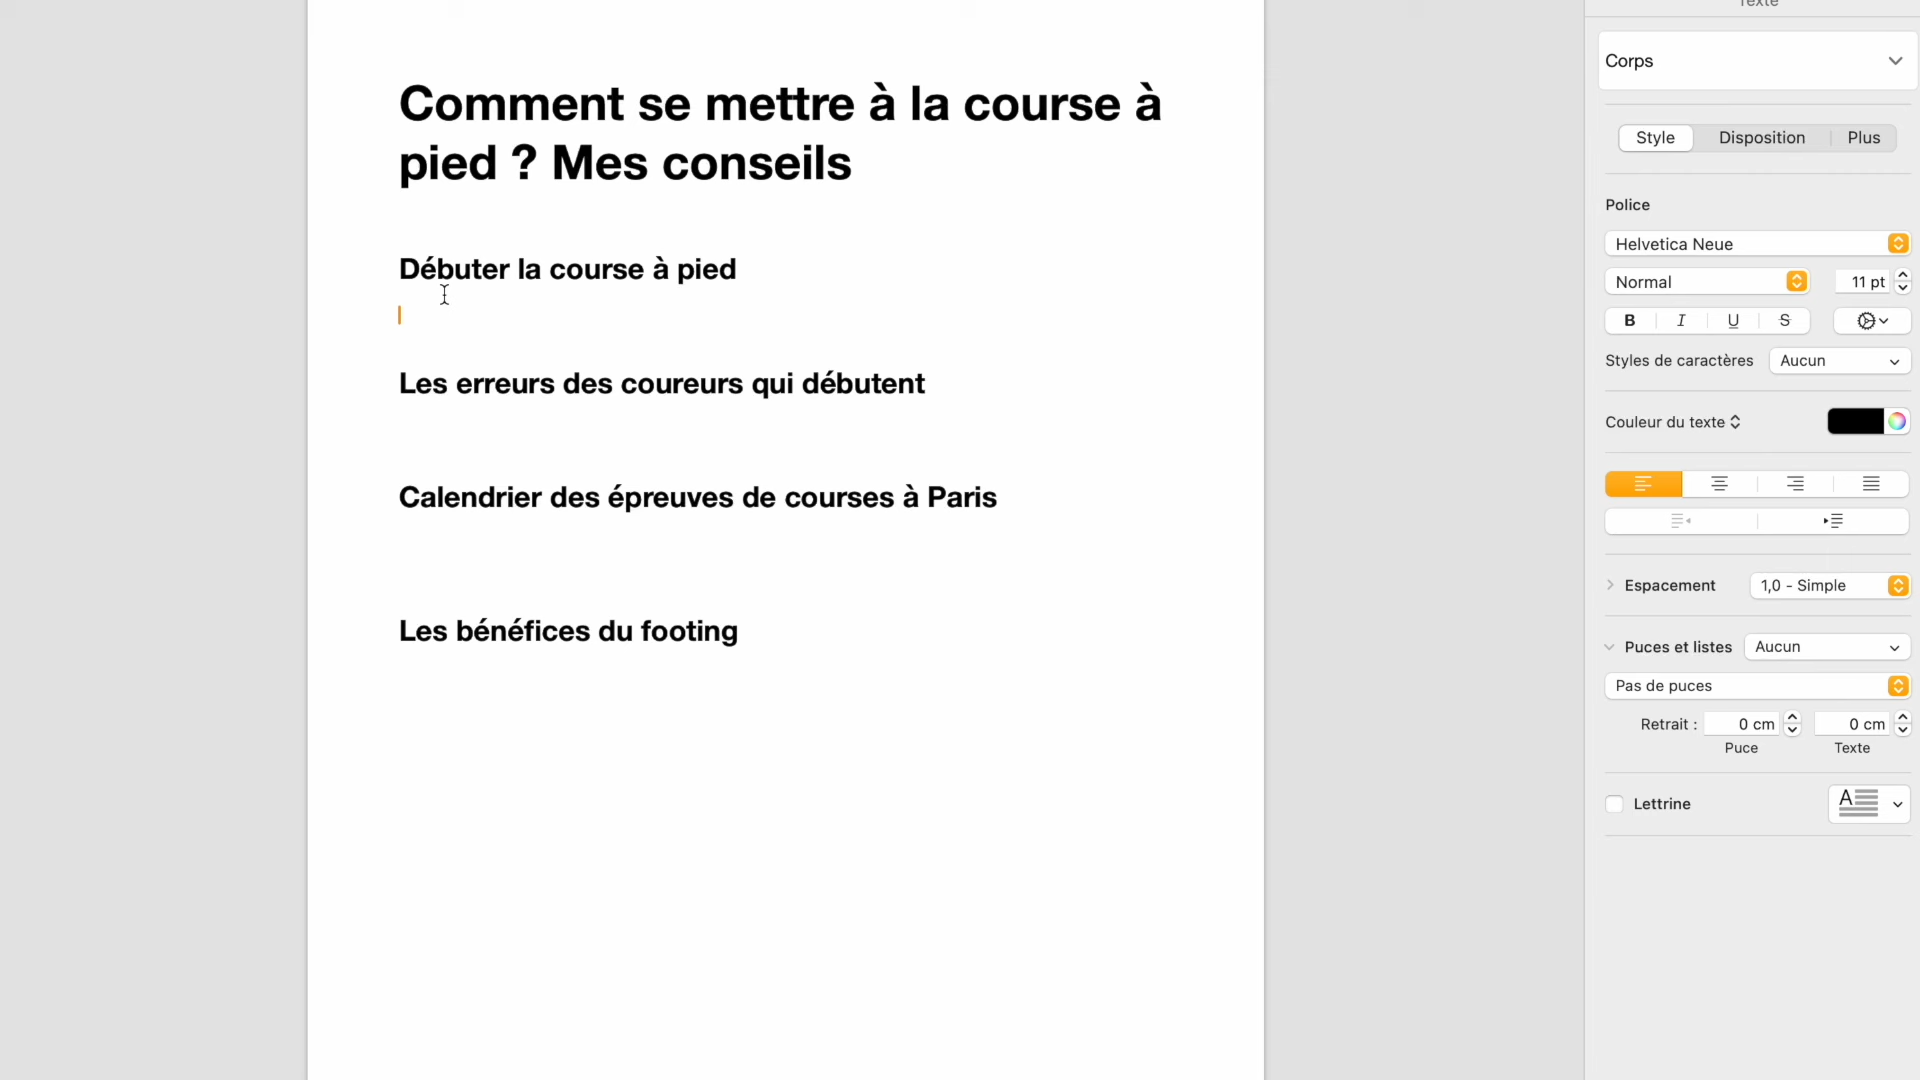 Texte
Comment se mettre à la course à
pied ? Mes conseils
Débuter la course à pied
Les erreurs des coureurs qui débutent
Calendrier des épreuves de courses à Paris
Les bénéfices du footing
Corps
Style Disposition Plus
Police
Helvetica Neue
Normal 11 pt
B I U S
Styles de caractères Aucun
Couleur du texte
Espacement 1,0 - Simple
Puces et listes Aucun
Pas de puces
Retrait : 0 cm 0 cm
Puce Texte
Lettrine A